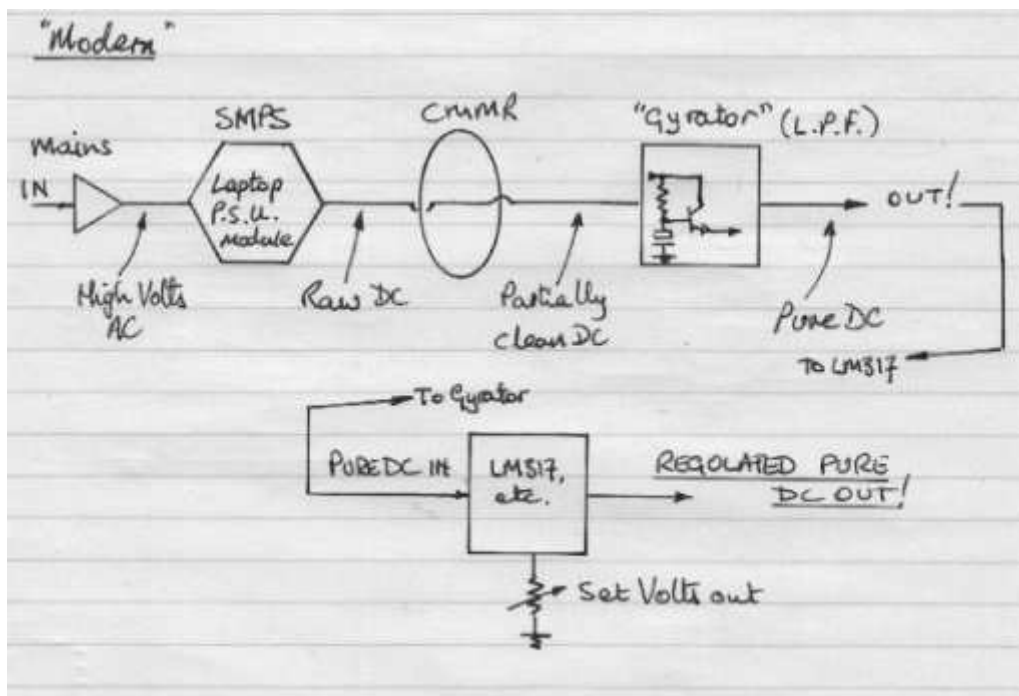 "Modern"
Mains
IN
SMPS
Laptop
P.S.U.
Module
CMMR
"Gyrator" (L.P.F.)
OUT!
High Volts
AC
Raw DC
Partially
clean DC
Pure DC
TO LM317
To Gyrator
PURE DC IN
LM317,
etc.
REGOLATED PURE
DC OUT!
Set Volts out